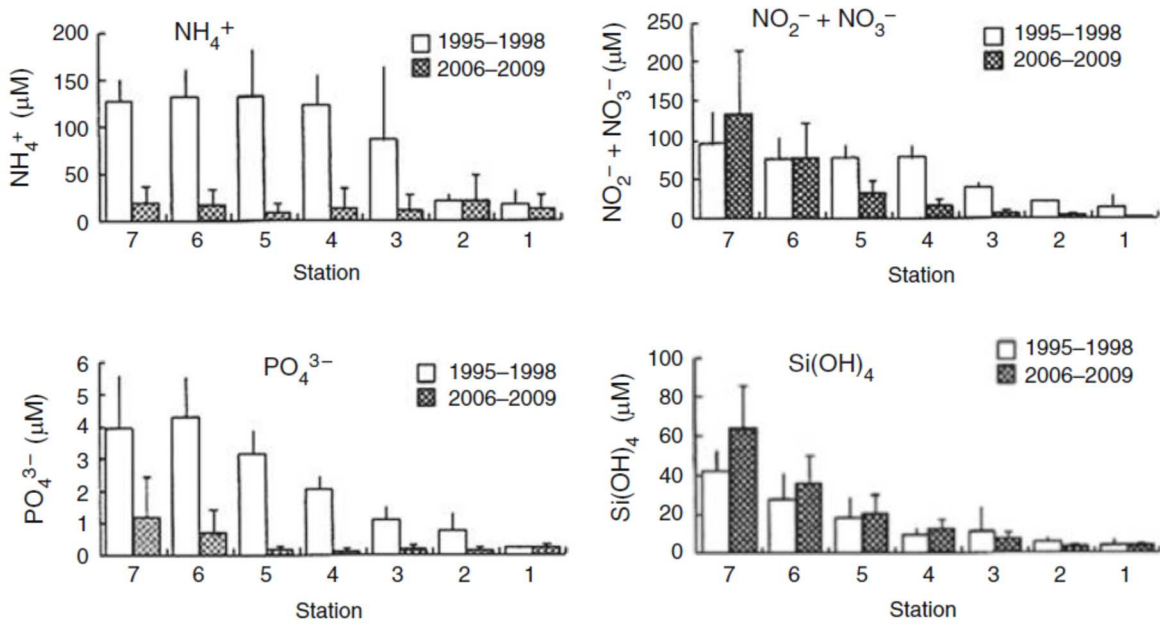 NH₄⁺
200
150
100
50
0
NH₄⁺ (μM)
1995–1998
2006–2009
7 6 5 4 3 2 1
Station
NO₂⁻ + NO₃⁻
250
200
150
100
50
0
NO₂⁻ + NO₃⁻ (μM)
1995–1998
2006–2009
7 6 5 4 3 2 1
Station
PO₄³⁻
6
5
4
3
2
1
0
PO₄³⁻ (μM)
1995–1998
2006–2009
7 6 5 4 3 2 1
Station
Si(OH)₄
100
80
60
40
20
0
Si(OH)₄ (μM)
1995–1998
2006–2009
7 6 5 4 3 2 1
Station